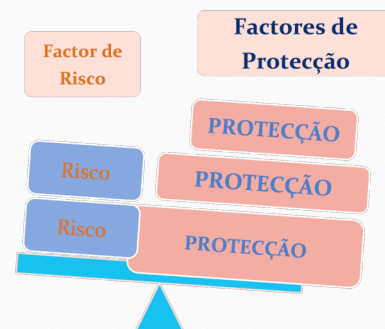 Factor de
Risco
Factores de
Protecção
PROTECÇÃO
Risco
PROTECÇÃO
Risco
PROTECÇÃO